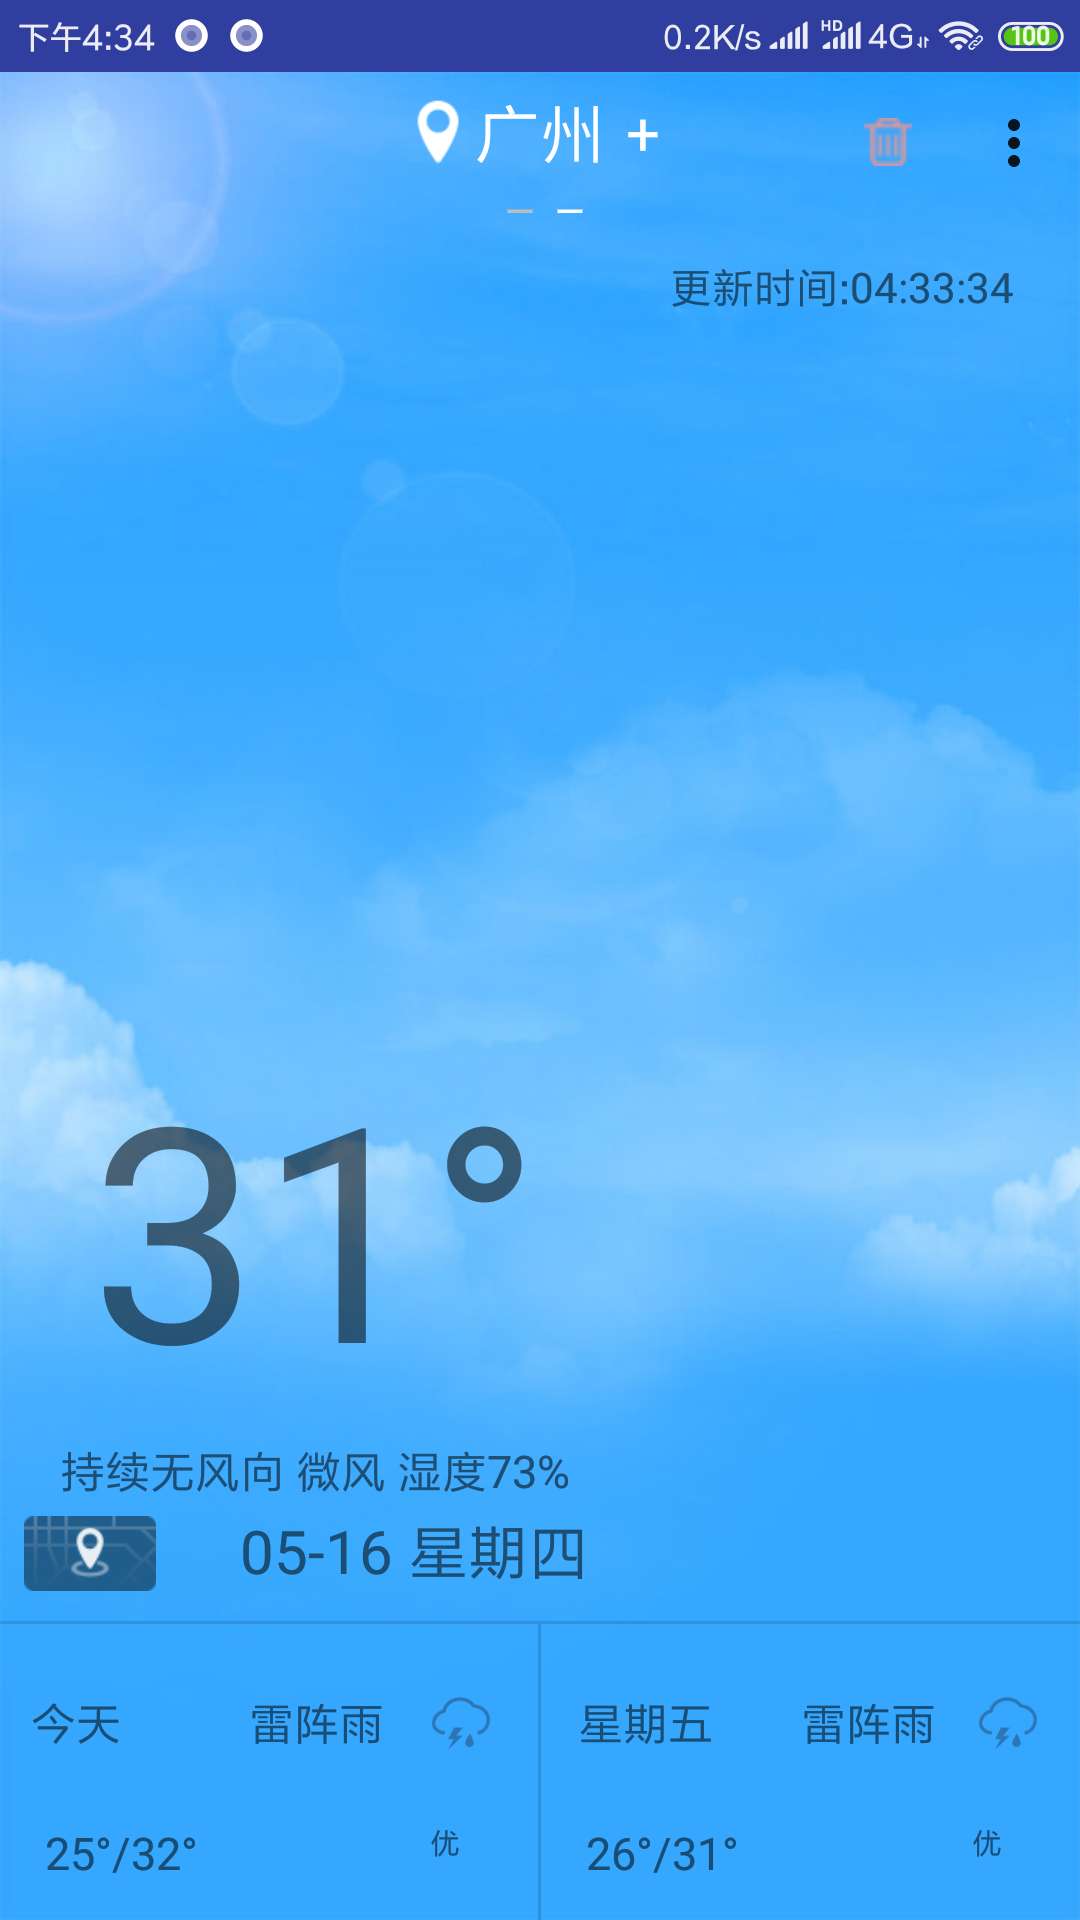 下午4:34 0.2K/s HD 4G 100
广州 +
更新时间:04:33:34
31°
持续无风向 微风 湿度73%
05-16 星期四
今天 雷阵雨 星期五 雷阵雨
25°/32° 优 26°/31° 优